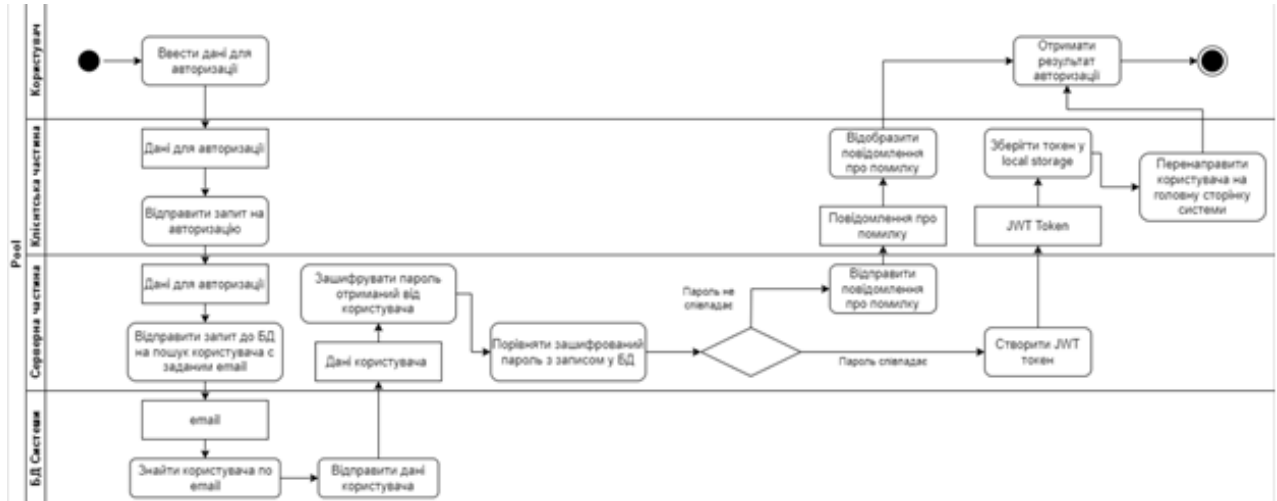 Pool
Користувач
Ввести дані для
авторизації
Отримати
результат
авторизації
Клієнтська частина
Дані для авторизації
Відправити запит на
авторизацію
Відобразити
повідомлення
про помилку
Повідомлення про
помилку
Зберігти токен у
local storage
JWT Token
Перенаправити
користувача на
головну сторінку
системи
Серверна частина
Дані для авторизації
Відправити запит до БД
на пошук користувача с
заданим email
Зашифрувати пароль
отриманий від
користувача
Дані користувача
Порівняти зашифрований
пароль з записом у БД
Пароль не
співпадає
Відправити
повідомлення
про помилку
Пароль співпадає
Створити JWT
токен
БД Системи
email
Знайти користувача по
email
Відправити дані
користувача